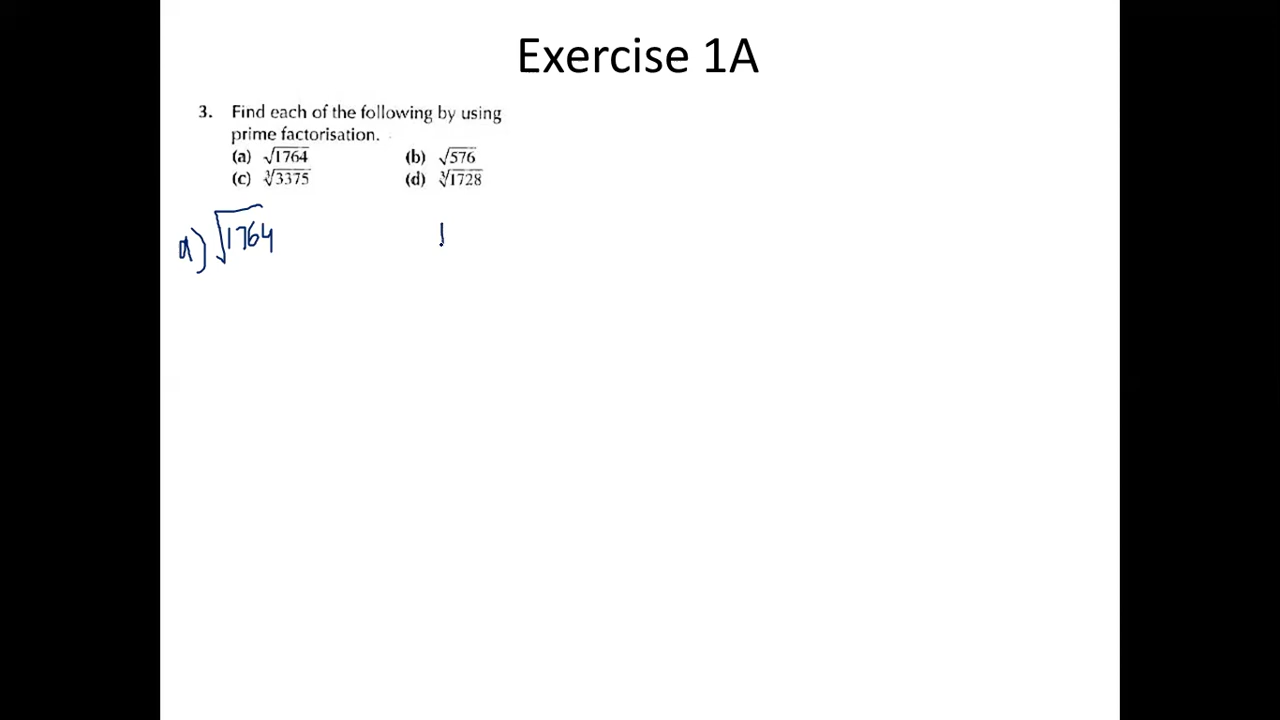 Exercise 1A
3. Find each of the following by using
prime factorisation.
(a) √1764 (b) √576
(c) ∛3375 (d) ∛1728
a) √1764